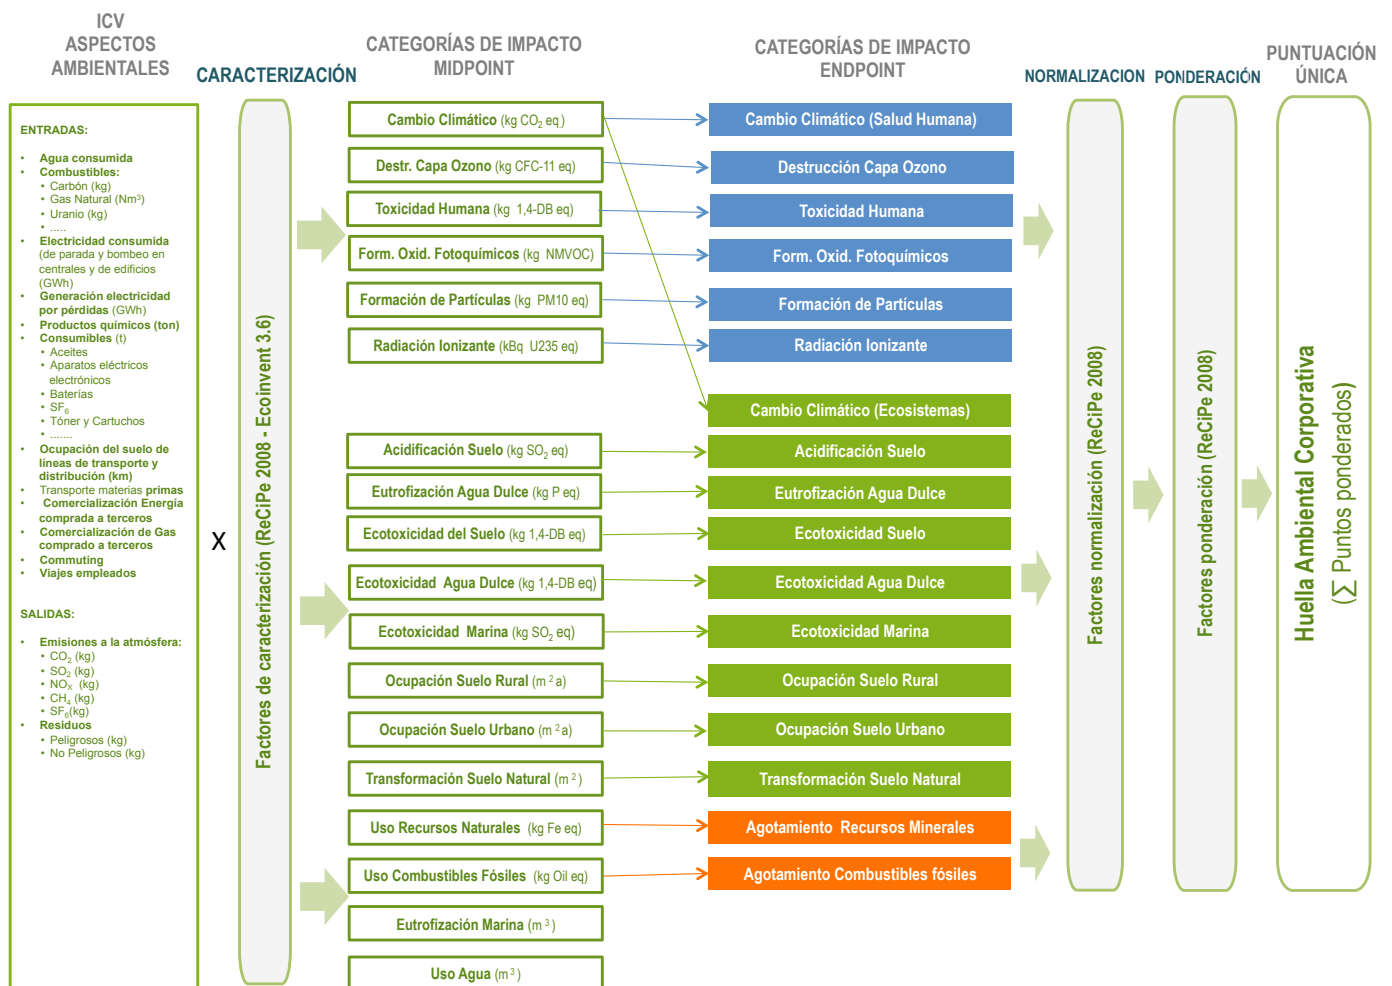 ICV
ASPECTOS
AMBIENTALES
CARACTERIZACIÓN
CATEGORÍAS DE IMPACTO
MIDPOINT
CATEGORÍAS DE IMPACTO
ENDPOINT
NORMALIZACION
PONDERACIÓN
PUNTUACIÓN
ÚNICA
ENTRADAS:
• Agua consumida
• Combustibles:
• Carbón (kg)
• Gas Natural (Nm³)
• Uranio (kg)
• .....
• Electricidad consumida
(de parada y bombeo en
centrales y de edificios
(GWh)
• Generación electricidad
por pérdidas (GWh)
• Productos químicos (ton)
• Consumibles (t)
• Aceites
• Aparatos eléctricos
electrónicos
• Baterías
• SF₆
• Tóner y Cartuchos
• .......
• Ocupación del suelo de
líneas de transporte y
distribución (km)
• Transporte materias primas
• Comercialización Energía
comprada a terceros
• Comercialización de Gas
comprado a terceros
• Commuting
• Viajes empleados
SALIDAS:
• Emisiones a la atmósfera:
• CO₂ (kg)
• SO₂ (kg)
• NOₓ (kg)
• CH₄ (kg)
• SF₆(kg)
• Residuos
• Peligrosos (kg)
• No Peligrosos (kg)
X
Factores de caracterización (ReCiPe 2008 - Ecoinvent 3.6)
Cambio Climático (kg CO₂ eq)
Destr. Capa Ozono (kg CFC-11 eq)
Toxicidad Humana (kg 1,4-DB eq)
Form. Oxid. Fotoquímicos (kg NMVOC)
Formación de Partículas (kg PM10 eq)
Radiación Ionizante (kBq U235 eq)
Acidificación Suelo (kg SO₂ eq)
Eutrofización Agua Dulce (kg P eq)
Ecotoxicidad del Suelo (kg 1,4-DB eq)
Ecotoxicidad Agua Dulce (kg 1,4-DB eq)
Ecotoxicidad Marina (kg SO₂ eq)
Ocupación Suelo Rural (m² a)
Ocupación Suelo Urbano (m² a)
Transformación Suelo Natural (m²)
Uso Recursos Naturales (kg Fe eq)
Uso Combustibles Fósiles (kg Oil eq)
Eutrofización Marina (m³)
Uso Agua (m³)
Cambio Climático (Salud Humana)
Destrucción Capa Ozono
Toxicidad Humana
Form. Oxid. Fotoquímicos
Formación de Partículas
Radiación Ionizante
Cambio Climático (Ecosistemas)
Acidificación Suelo
Eutrofización Agua Dulce
Ecotoxicidad Suelo
Ecotoxicidad Agua Dulce
Ecotoxicidad Marina
Ocupación Suelo Rural
Ocupación Suelo Urbano
Transformación Suelo Natural
Agotamiento Recursos Minerales
Agotamiento Combustibles fósiles
Factores normalización (ReCiPe 2008)
Factores ponderación (ReCiPe 2008)
Huella Ambiental Corporativa
(∑ Puntos ponderados)